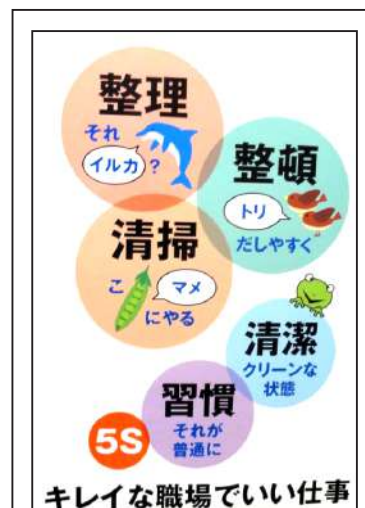 整理
それ
イルカ?
整頓
トリ
だしやすく
清掃
こ マメ
にやる
清潔
クリーンな
状態
習慣
それが
普通に
5S
キレイな職場でいい仕事